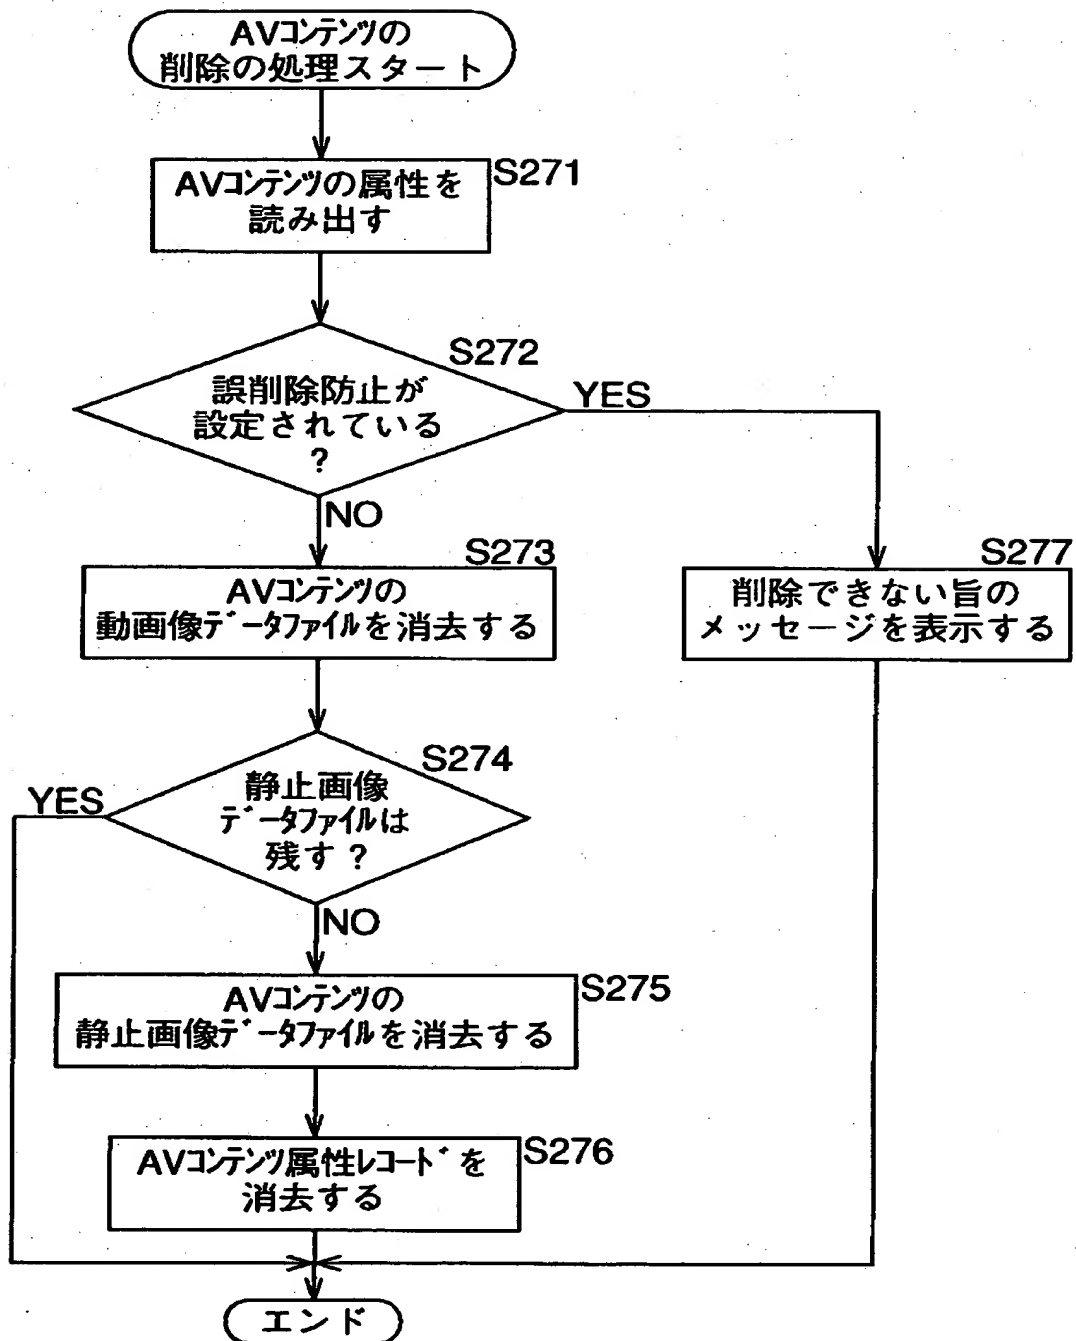 AVコンテンツの
削除の処理スタート
S271
AVコンテンツの属性を
読み出す
S272
誤削除防止が
設定されている
?
YES
NO
S273
AVコンテンツの
動画像データファイルを消去する
S277
削除できない旨の
メッセージを表示する
S274
静止画像
データファイルは
残す?
YES
NO
S275
AVコンテンツの
静止画像データファイルを消去する
S276
AVコンテンツ属性レコードを
消去する
エンド